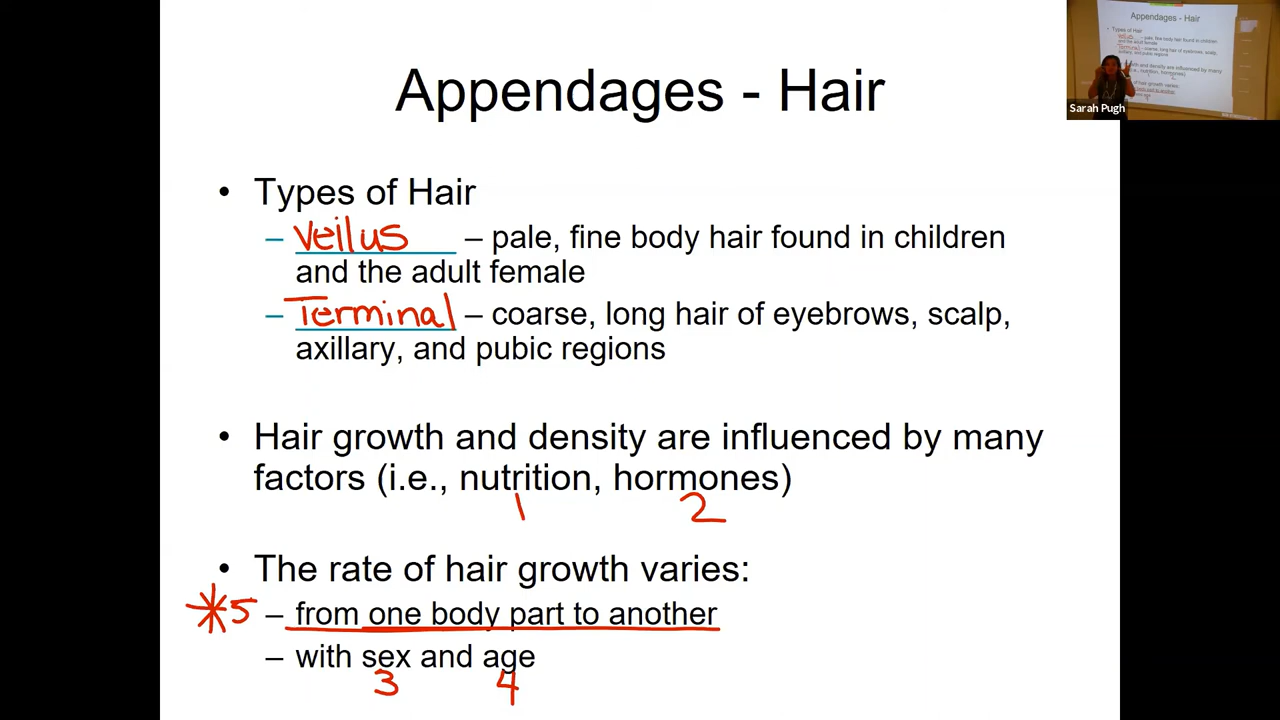 Appendages - Hair
• Types of Hair
– Vellus – pale, fine body hair found in children
and the adult female
– Terminal – coarse, long hair of eyebrows, scalp,
axillary, and pubic regions
• Hair growth and density are influenced by many
factors (i.e., nutrition, hormones)
1 2
• The rate of hair growth varies:
*5 – from one body part to another
– with sex and age
3 4
Appendages - Hair
Sarah Pugh